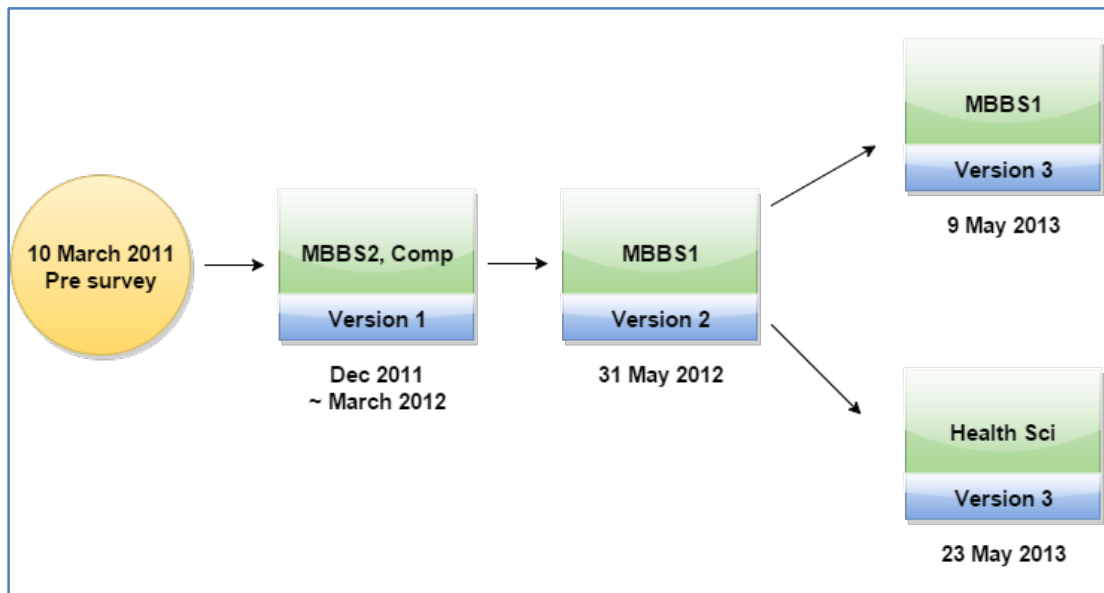 10 March 2011
Pre survey
MBBS2, Comp
Version 1
Dec 2011
~ March 2012
MBBS1
Version 2
31 May 2012
MBBS1
Version 3
9 May 2013
Health Sci
Version 3
23 May 2013